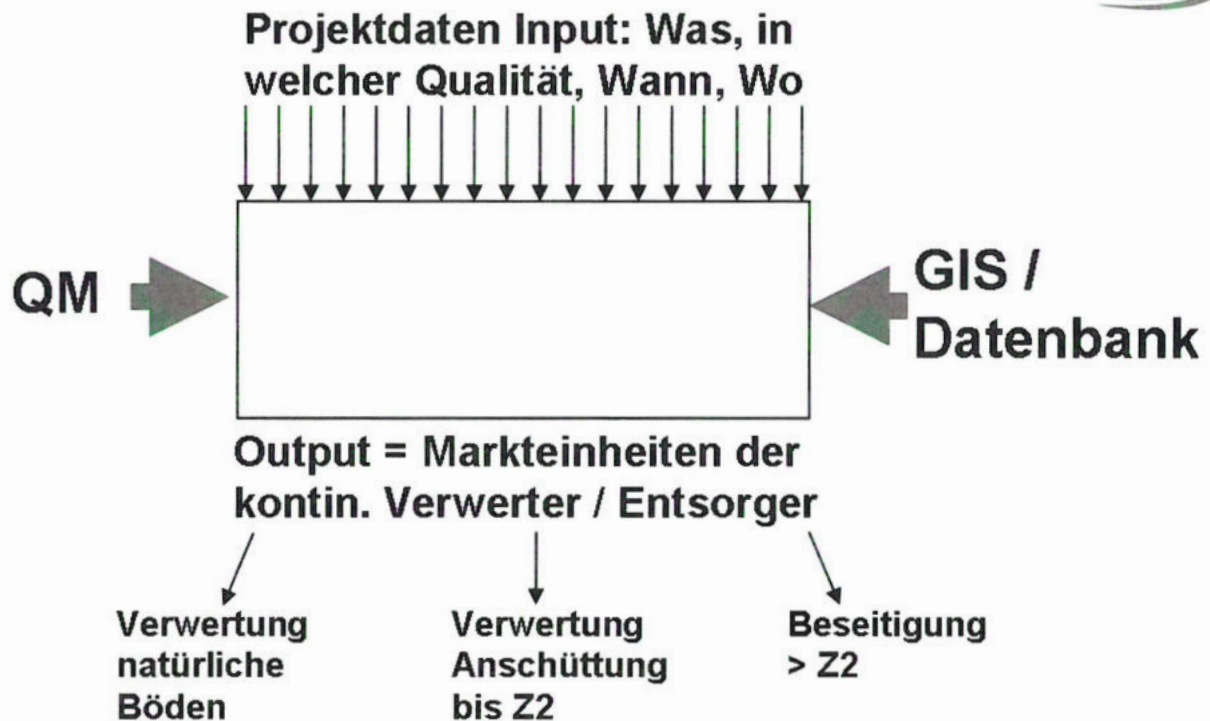 Projektdaten Input: Was, in
welcher Qualität, Wann, Wo
QM
GIS /
Datenbank
Output = Markteinheiten der
kontin. Verwerter / Entsorger
Verwertung
natürliche
Böden
Verwertung
Anschüttung
bis Z2
Beseitigung
> Z2